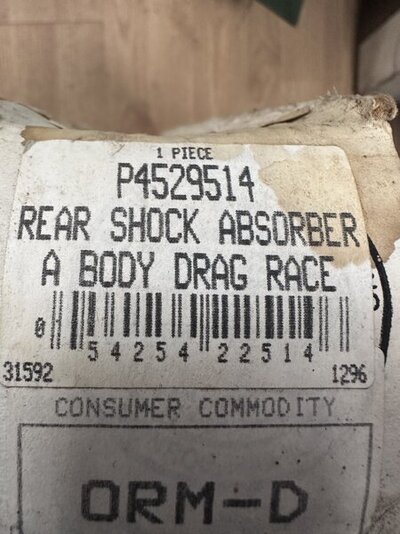 1 PIECE
P4529514
REAR SHOCK ABSORBER
A BODY DRAG RACE
0 54254 22514
31592 1296
CONSUMER COMMODITY
ORM-D